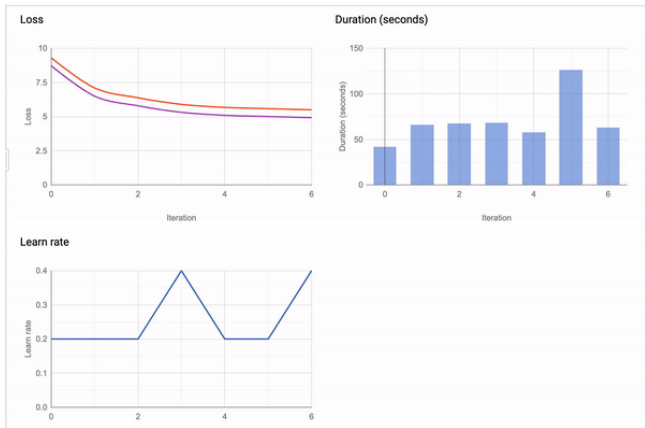 Loss
10
7.5
5
2.5
0
Loss
0 2 4 6
Iteration
Duration (seconds)
150
100
50
0
Duration (seconds)
0 2 4 6
Iteration
Learn rate
0.4
0.3
0.2
0.1
0.0
Learn rate
0 2 4 6